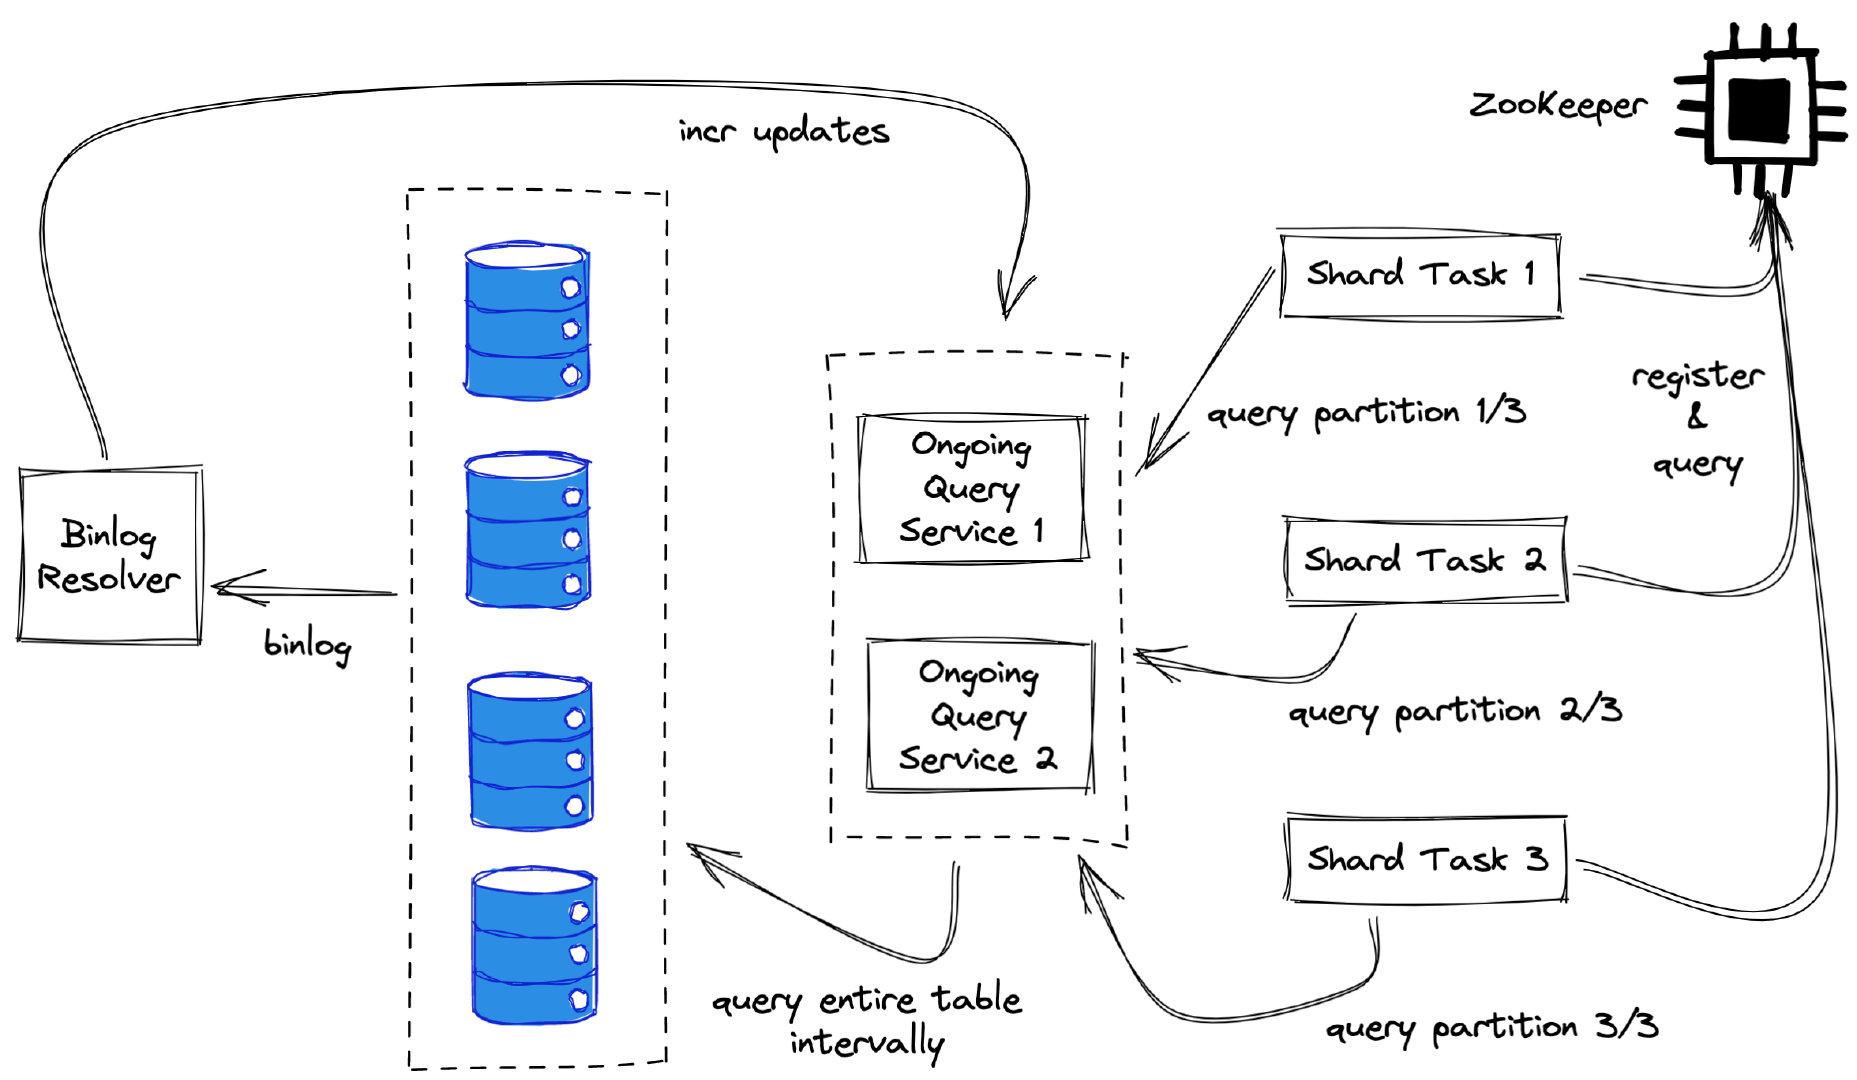 ZooKeeper
incr updates
Shard Task 1
register
&
query
query partition 1/3
Ongoing
Query
Service 1
Binlog
Resolver
binlog
Shard Task 2
Ongoing
Query
Service 2
query partition 2/3
Shard Task 3
query entire table
intervally
query partition 3/3